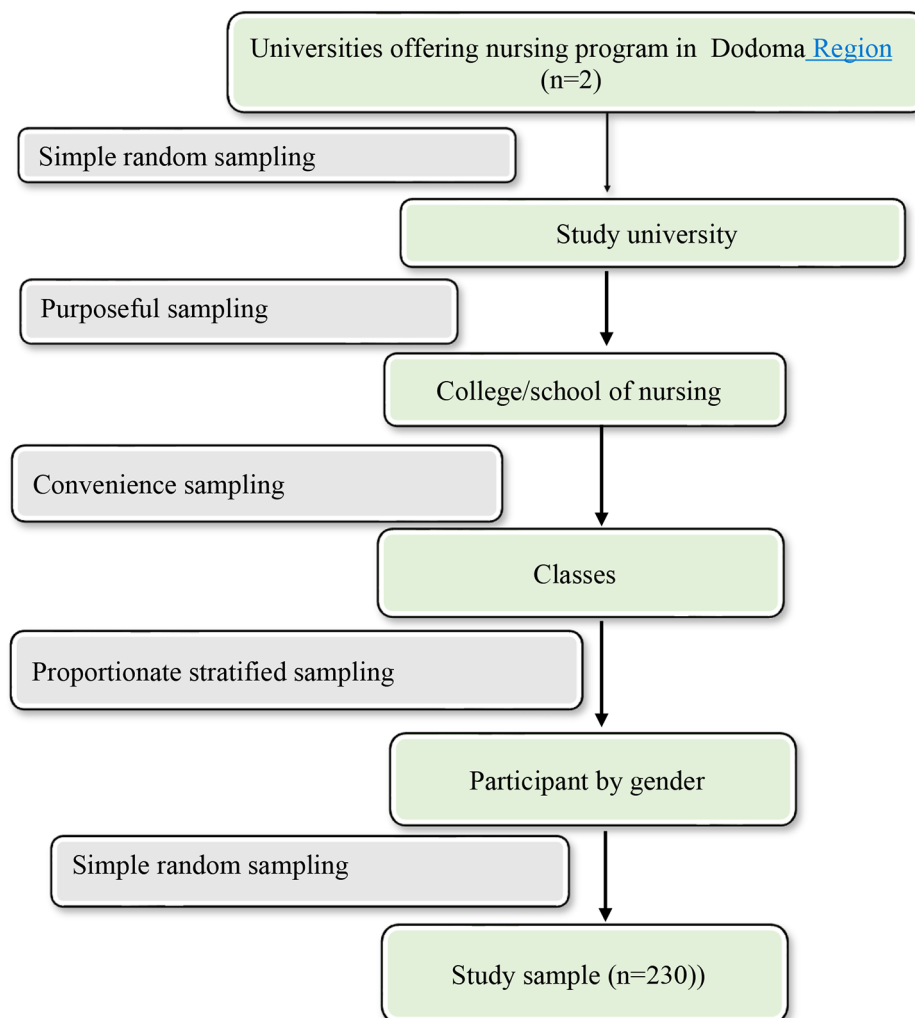 Universities offering nursing program in Dodoma Region
(n=2)
Simple random sampling
Study university
Purposeful sampling
College/school of nursing
Convenience sampling
Classes
Proportionate stratified sampling
Participant by gender
Simple random sampling
Study sample (n=230))